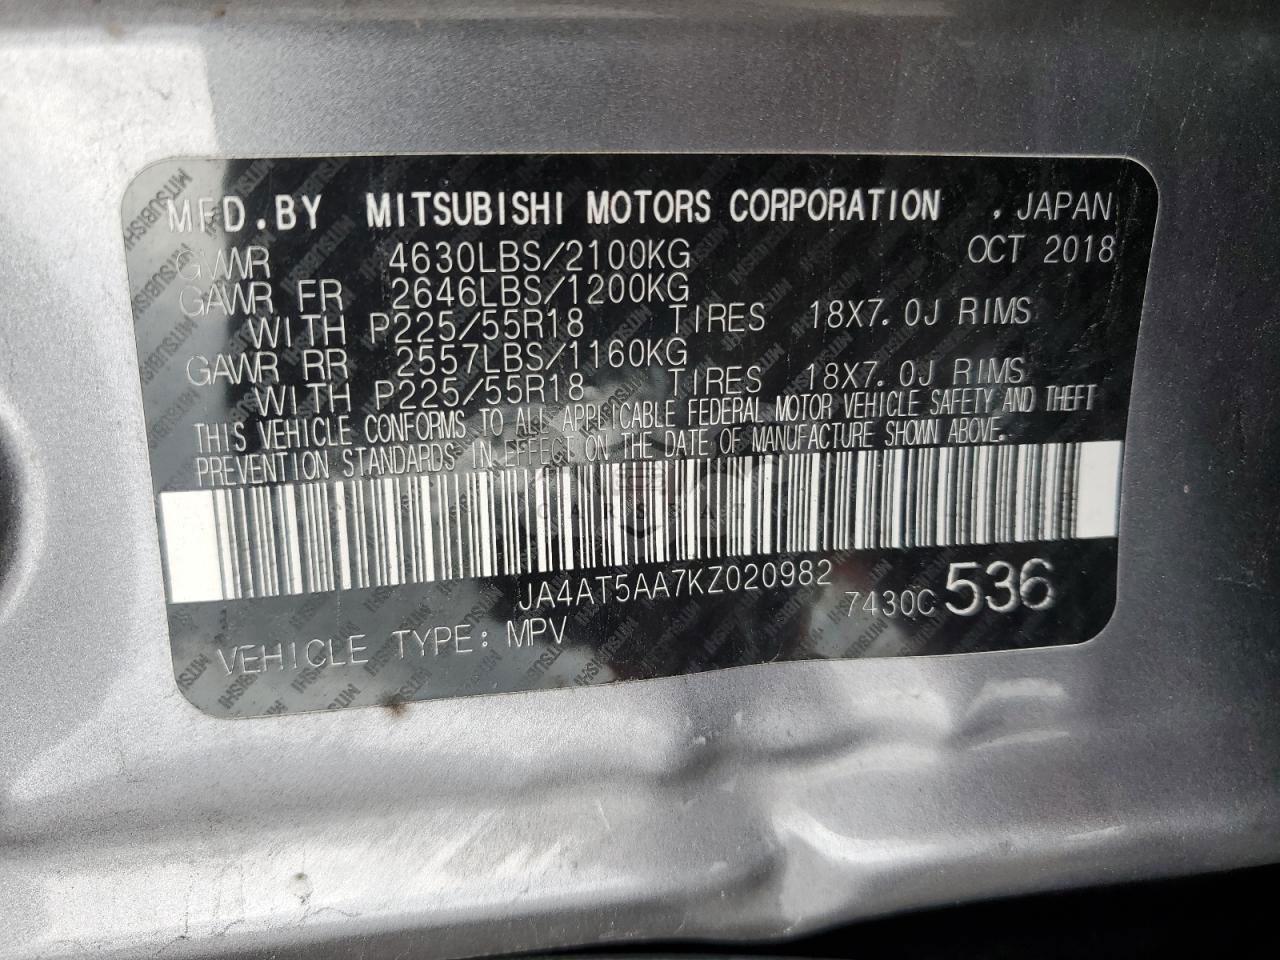 MFD.BY MITSUBISHI MOTORS CORPORATION . JAPAN
GVWR 4630LBS/2100KG OCT 2018
GAWR FR 2646LBS/1200KG
WITH P225/55R18 TIRES 18X7.0J RIMS
GAWR RR 2557LBS/1160KG
WITH P225/55R18 TIRES 18X7.0J RIMS
THIS VEHICLE CONFORMS TO ALL APPLICABLE FEDERAL MOTOR VEHICLE SAFETY AND THEFT
PREVENTION STANDARDS IN EFFECT ON THE DATE OF MANUFACTURE SHOWN ABOVE.
JA4AT5AA7KZ020982
7430C 536
VEHICLE TYPE: MPV